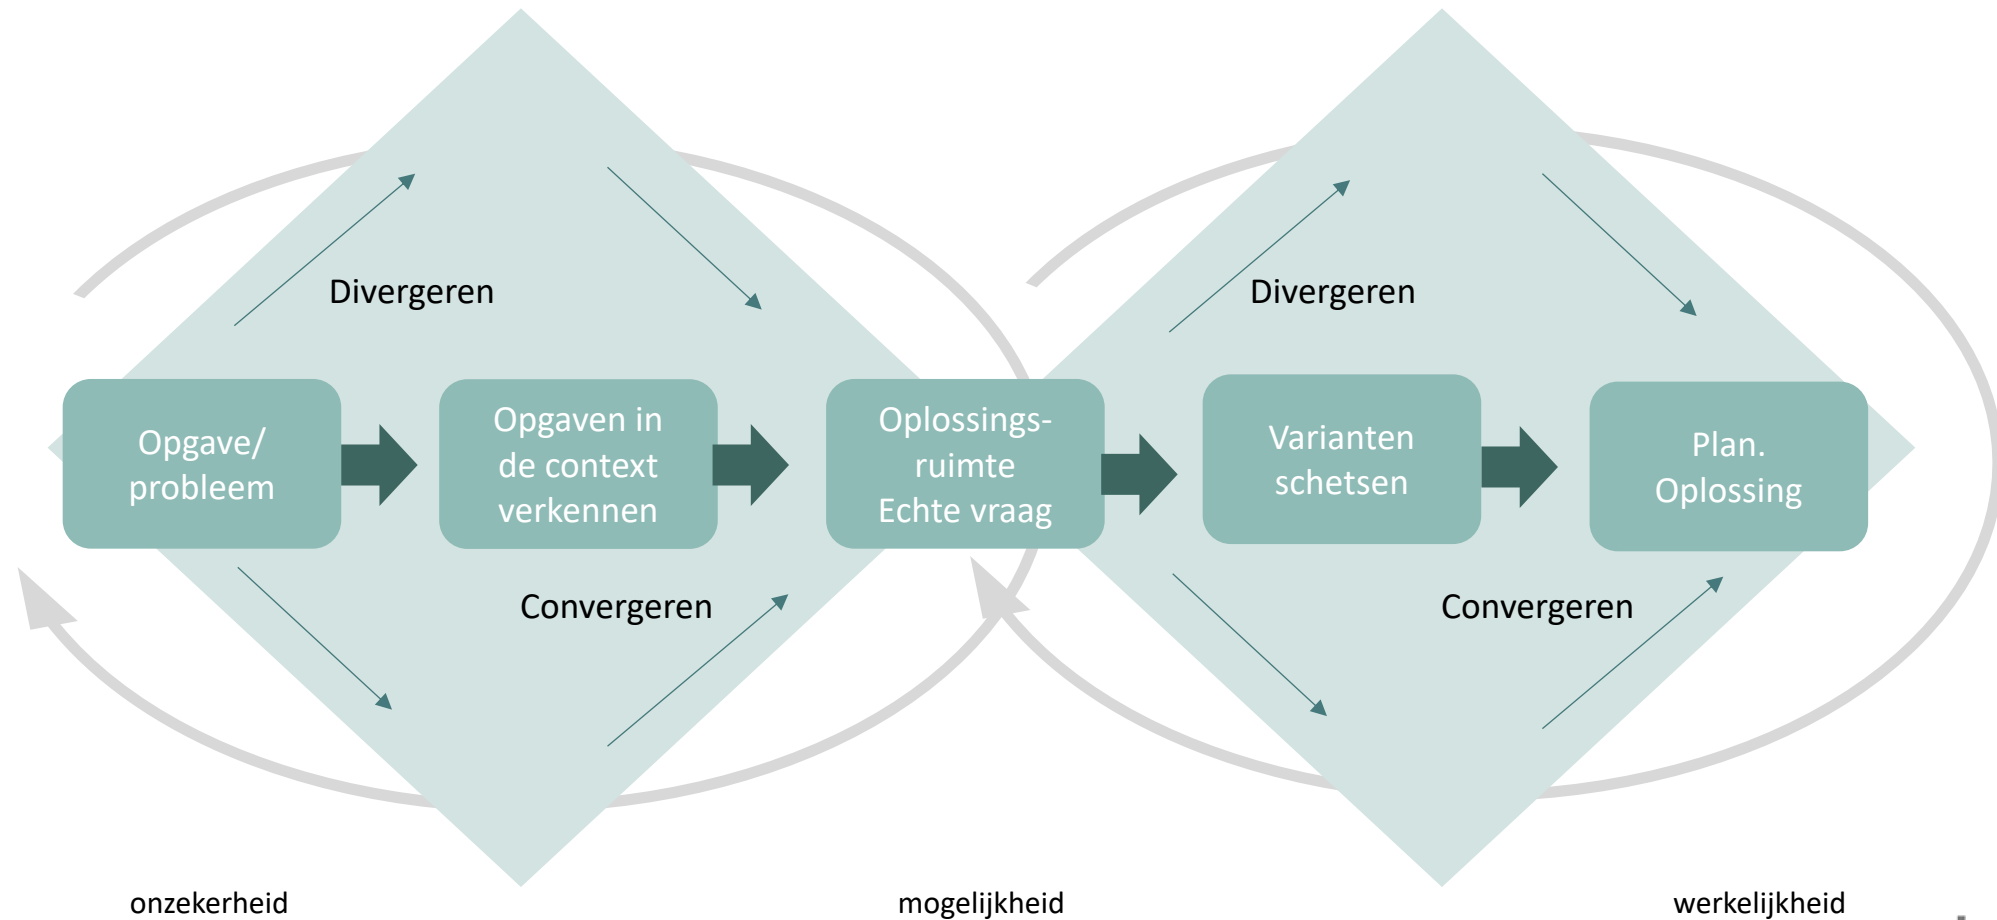 Divergeren
Divergeren
Opgave/
probleem
Opgaven in
de context
verkennen
Oplossings-
ruimte
Echte vraag
Varianten
schetsen
Plan.
Oplossing
Convergeren
Convergeren
onzekerheid
mogelijkheid
werkelijkheid